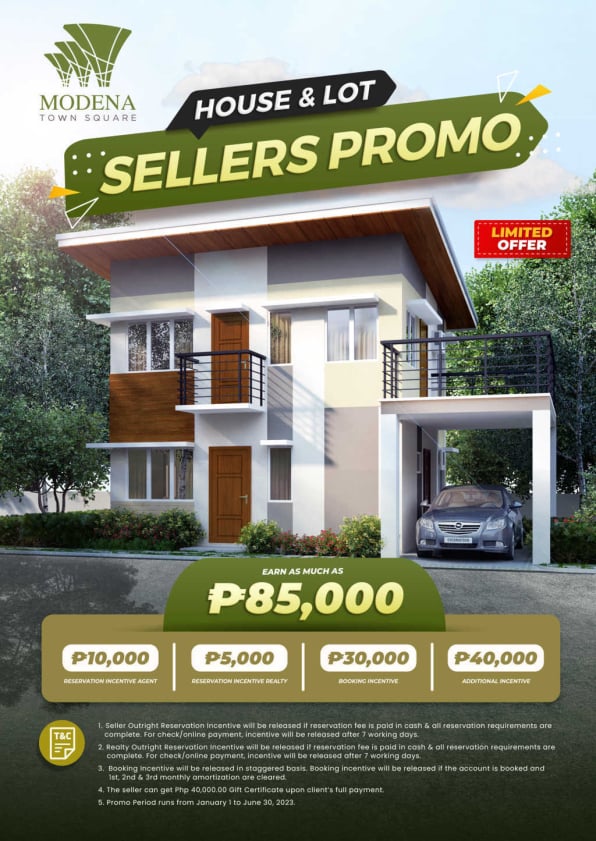 MODENA
TOWN SQUARE
HOUSE & LOT
SELLERS PROMO
LIMITED
OFFER
EARN AS MUCH AS
₱85,000
₱10,000
RESERVATION INCENTIVE AGENT
₱5,000
RESERVATION INCENTIVE REALTY
₱30,000
BOOKING INCENTIVE
₱40,000
ADDITIONAL INCENTIVE
T&C
1. Seller Outright Reservation Incentive will be released if reservation fee is paid in cash & all reservation requirements are
complete. For check/online payment, incentive will be released after 7 working days.
2. Realty Outright Reservation Incentive will be released if reservation fee is paid in cash & all reservation requirements are
complete. For check/online payment, incentive will be released after 7 working days.
3. Booking Incentive will be released in staggered basis. Booking incentive will be released if the account is booked and
1st, 2nd & 3rd monthly amortization are cleared.
4. The seller can get Php 40,000.00 Gift Certificate upon client's full payment.
5. Promo Period runs from January 1 to June 30, 2023.